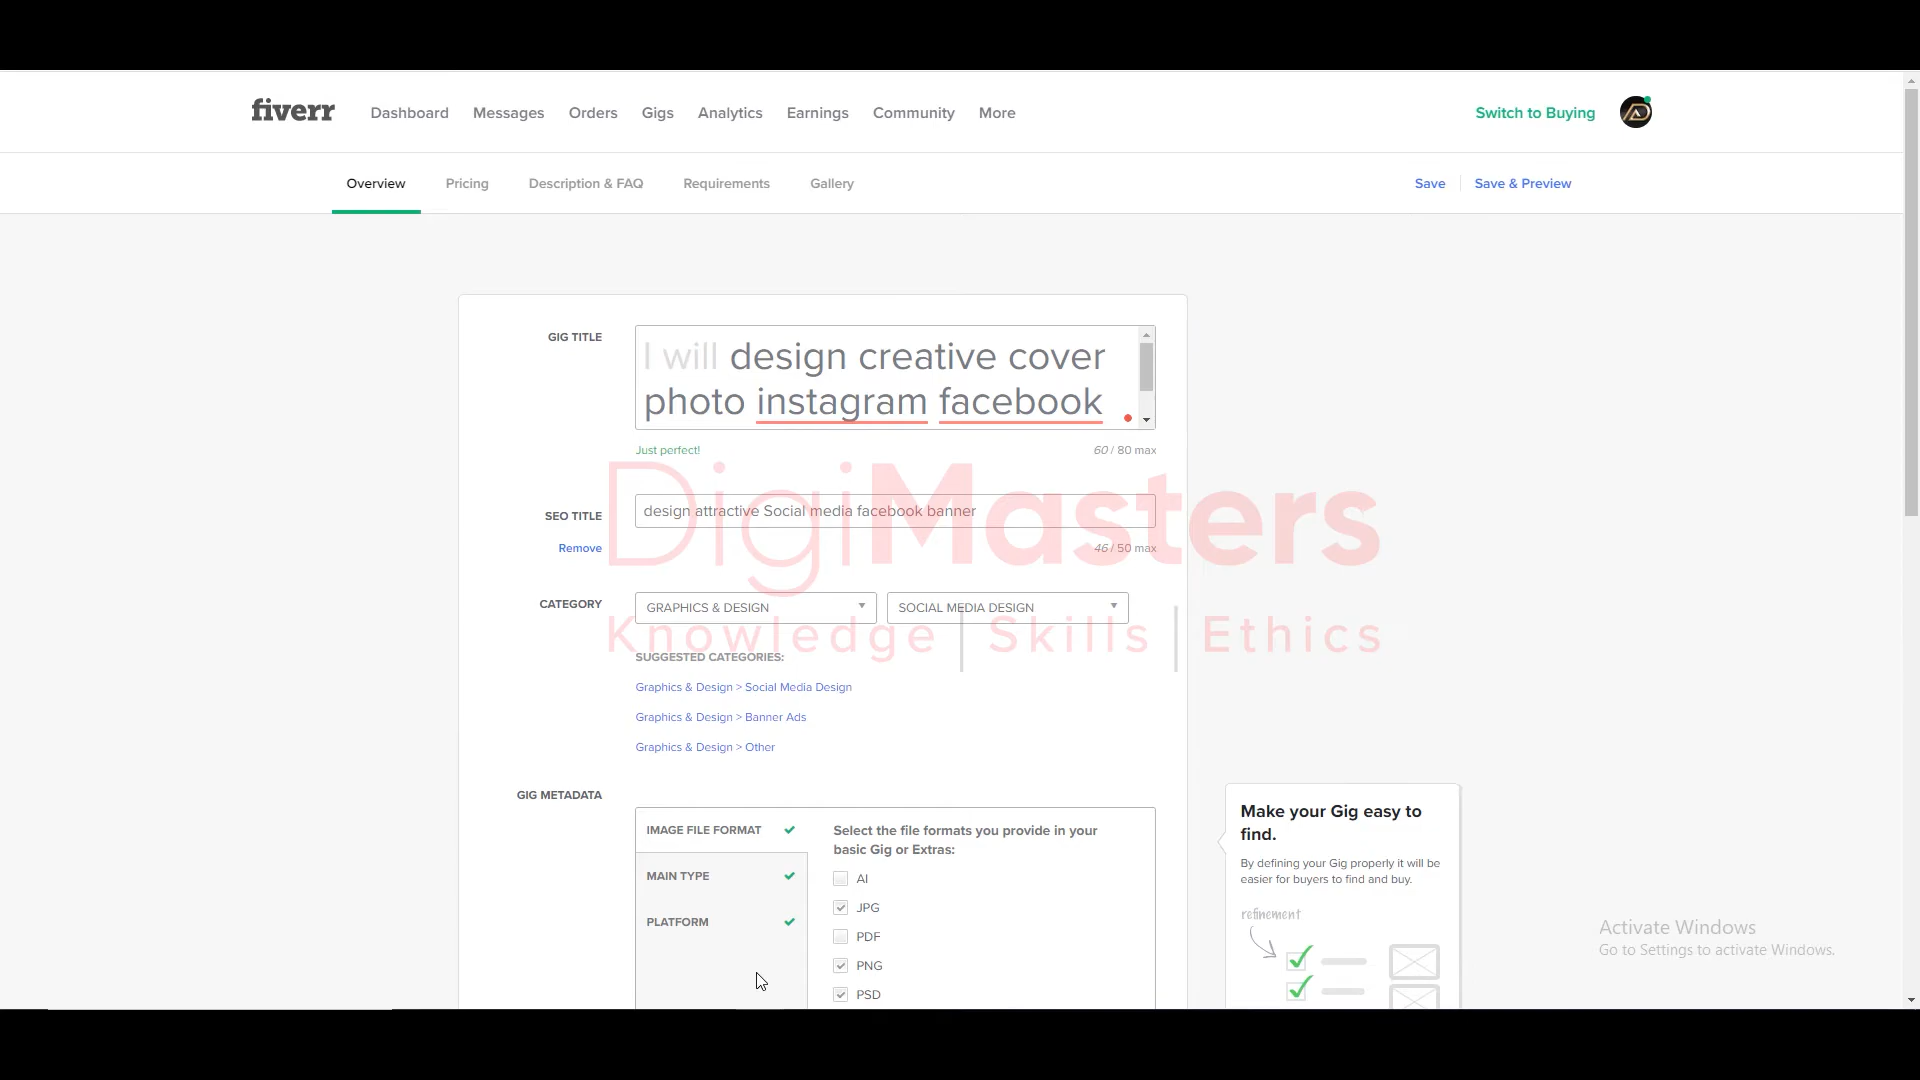 fiverr Dashboard Messages Orders Gigs Analytics Earnings Community More Switch to Buying
Overview Pricing Description & FAQ Requirements Gallery Save Save & Preview
GIG TITLE
I will design creative cover
photo instagram facebook
Just perfect! 60 / 80 max
DigiMasters
Knowledge | Skills | Ethics
SEO TITLE
design attractive Social media facebook banner
Remove 46 / 50 max
CATEGORY
GRAPHICS & DESIGN SOCIAL MEDIA DESIGN
SUGGESTED CATEGORIES:
Graphics & Design > Social Media Design
Graphics & Design > Banner Ads
Graphics & Design > Other
GIG METADATA
IMAGE FILE FORMAT
MAIN TYPE
PLATFORM
Select the file formats you provide in your
basic Gig or Extras:
AI
JPG
PDF
PNG
PSD
Make your Gig easy to
find.
By defining your Gig properly it will be
easier for buyers to find and buy.
refinement
Activate Windows
Go to Settings to activate Windows.